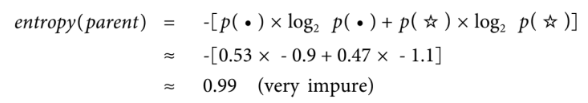 entropy(parent) = -[p( • ) × log₂ p( • ) + p( ☆ ) × log₂ p( ☆ )]
≈ -[0.53 × - 0.9 + 0.47 × - 1.1]
≈ 0.99 (very impure)